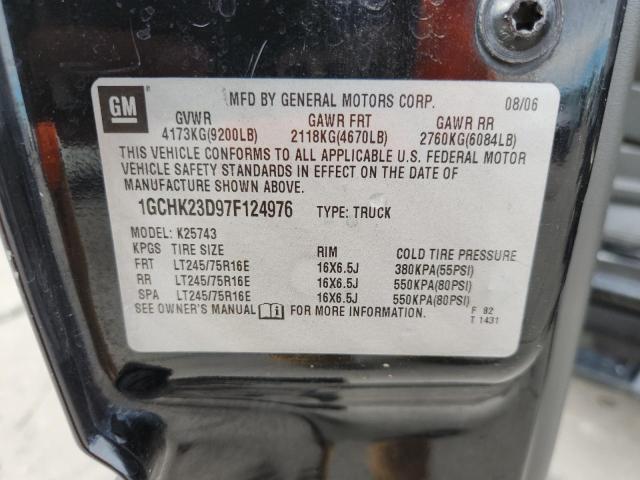 GM MFD BY GENERAL MOTORS CORP. 08/06
GVWR GAWR FRT GAWR RR
4173KG(9200LB) 2118KG(4670LB) 2760KG(6084LB)
THIS VEHICLE CONFORMS TO ALL APPLICABLE U.S. FEDERAL MOTOR
VEHICLE SAFETY STANDARDS IN EFFECT ON THE DATE OF
MANUFACTURE SHOWN ABOVE.
1GCHK23D97F124976 TYPE: TRUCK
MODEL: K25743
KPGS TIRE SIZE RIM COLD TIRE PRESSURE
FRT LT245/75R16E 16X6.5J 380KPA(55PSI)
RR LT245/75R16E 16X6.5J 550KPA(80PSI)
SPA LT245/75R16E 16X6.5J 550KPA(80PSI)
SEE OWNER'S MANUAL i FOR MORE INFORMATION.
F 92
T 1431